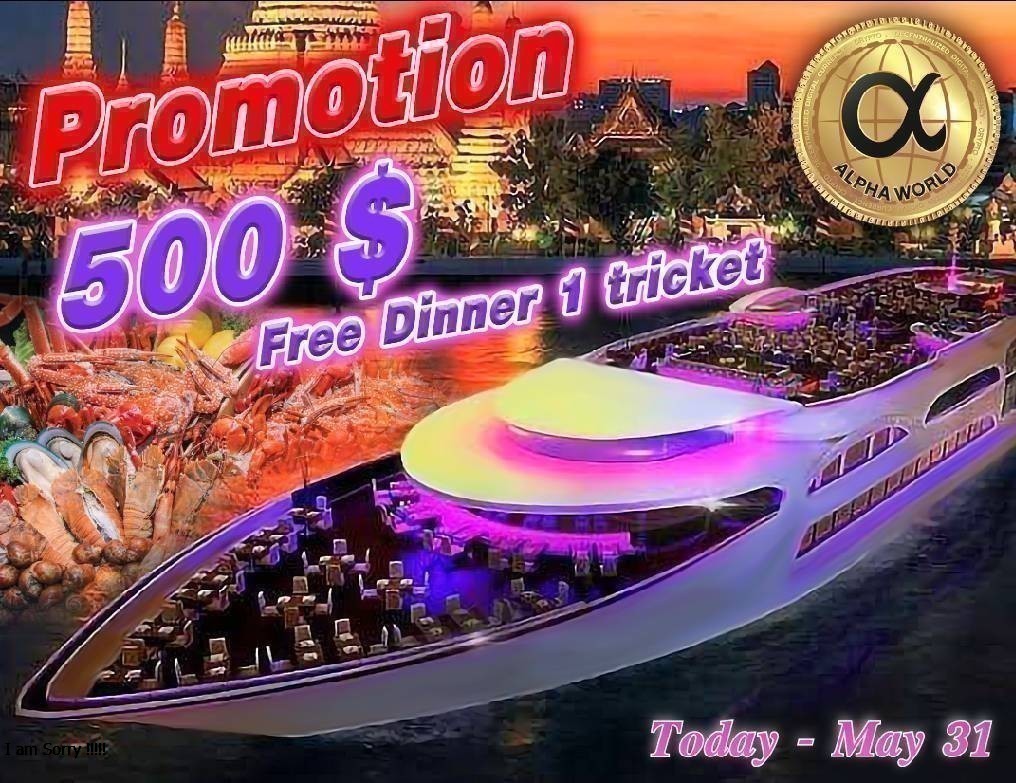 Promotion
500 $
Free Dinner 1 tricket
ALPHA WORLD
Today - May 31
I am Sorry !!!!!